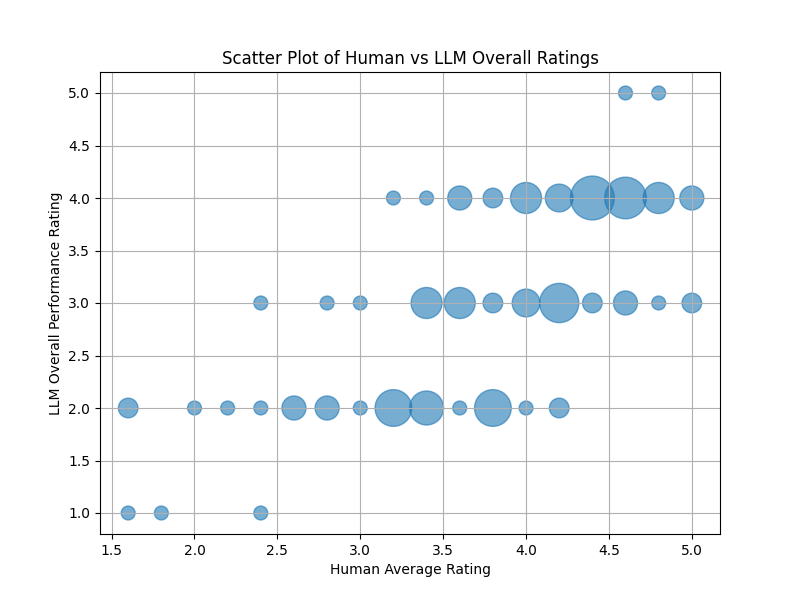 Scatter Plot of Human vs LLM Overall Ratings
LLM Overall Performance Rating
5.0
4.5
4.0
3.5
3.0
2.5
2.0
1.5
1.0
1.5 2.0 2.5 3.0 3.5 4.0 4.5 5.0
Human Average Rating